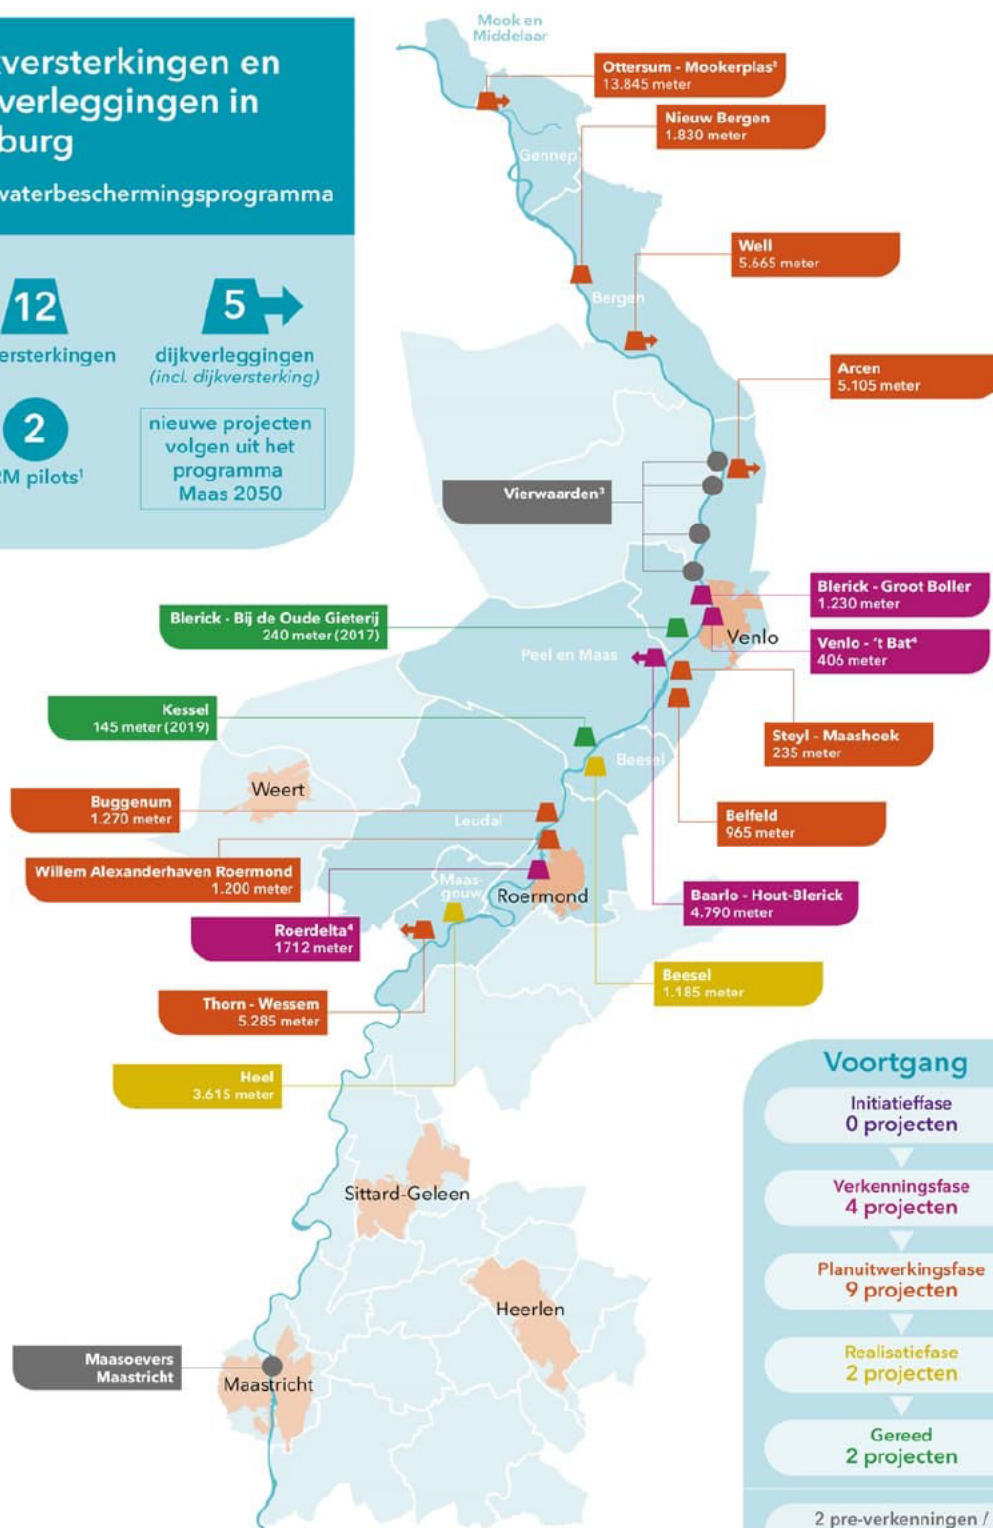 versterkingen en
verleggingen in
burg
waterbeschermingsprogramma
12
ersterkingen
5
dijkverleggingen
(incl. dijkversterking)
2
M pilots¹
nieuwe projecten
volgen uit het
programma
Maas 2050
Mook en
Middelaar
Ottersum - Mookerplas²
13.845 meter
Nieuw Bergen
1.830 meter
Gennep
Well
5.665 meter
Bergen
Arcen
5.105 meter
Vierwaarden³
Blerick - Groot Boller
1.230 meter
Blerick - Bij de Oude Gieterij
240 meter (2017)
Venlo
Venlo - 't Bat⁴
406 meter
Peel en Maas
Kessel
145 meter (2019)
Steyl - Maashoek
235 meter
Beesel
Weert
Buggenum
1.270 meter
Belfeld
965 meter
Leudal
Willem Alexanderhaven Roermond
1.200 meter
Maas-
gouw
Roermond
Baarlo - Hout-Blerick
4.790 meter
Roerdelta⁴
1712 meter
Beesel
1.185 meter
Thorn - Wessem
5.285 meter
Heel
3.615 meter
Sittard-Geleen
Heerlen
Maasoevers
Maastricht
Maastricht
Voortgang
Initiatieffase
0 projecten
Verkenningsfase
4 projecten
Planuitwerkingsfase
9 projecten
Realisatiefase
2 projecten
Gereed
2 projecten
2 pre-verkenningen /